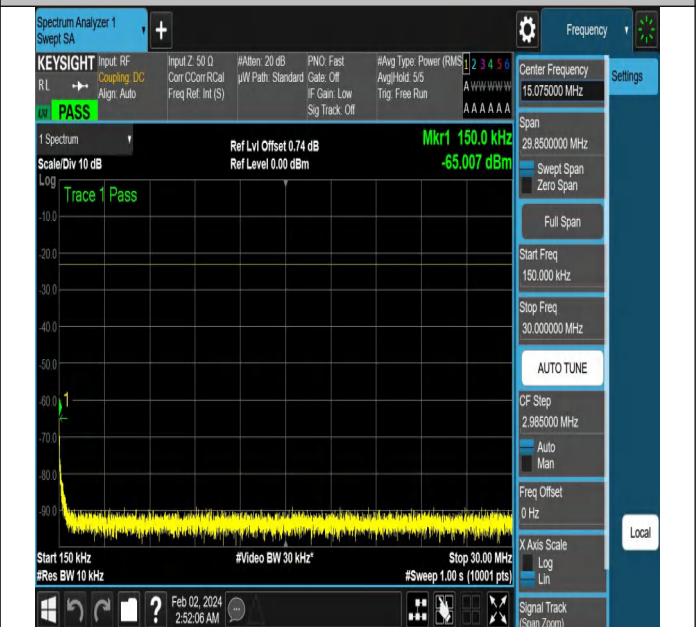 Spectrum Analyzer 1
Swept SA
+
Frequency
KEYSIGHT
RL
PASS
Input: RF
Coupling: DC
Align: Auto
Input Z: 50 Ω
Corr CCorr RCal
Freq Ref: Int (S)
#Atten: 20 dB
µW Path: Standard
PNO: Fast
Gate: Off
IF Gain: Low
Sig Track: Off
#Avg Type: Power (RMS
Avg|Hold: 5/5
Trig: Free Run
1 2 3 4 5 6
A W W W W W
A A A A A A
1 Spectrum
Scale/Div 10 dB
Ref Lvl Offset 0.74 dB
Ref Level 0.00 dBm
Mkr1 150.0 kHz
-65.007 dBm
Log
Trace 1 Pass
-10.0
-20.0
-30.0
-40.0
-50.0
-60.0
-70.0
-80.0
-90.0
1
Start 150 kHz
#Res BW 10 kHz
#Video BW 30 kHz*
Stop 30.00 MHz
#Sweep 1.00 s (10001 pts)
?
Feb 02, 2024
2:52:06 AM
Center Frequency
15.075000 MHz
Settings
Span
29.8500000 MHz
Swept Span
Zero Span
Full Span
Start Freq
150.000 kHz
Stop Freq
30.000000 MHz
AUTO TUNE
CF Step
2.985000 MHz
Auto
Man
Freq Offset
0 Hz
Local
X Axis Scale
Log
Lin
Signal Track
(Span Zoom)